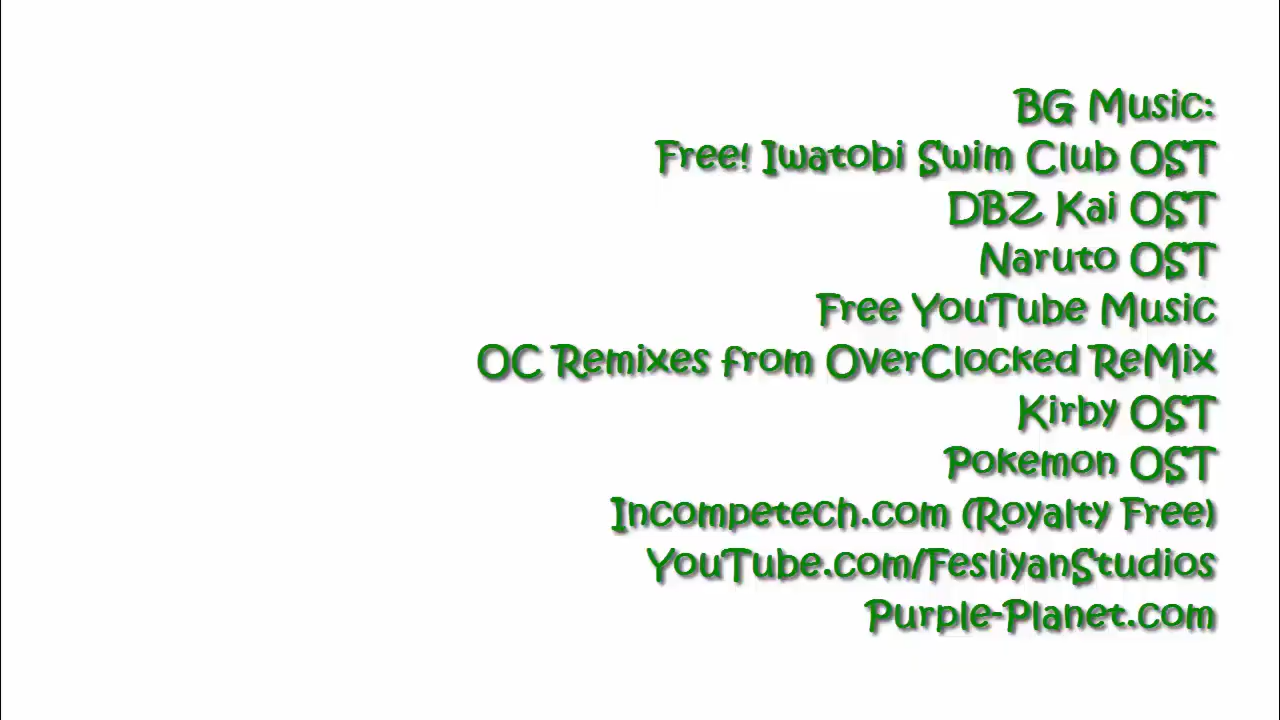 BG Music:
Free! Iwatobi Swim Club OST
DBZ Kai OST
Naruto OST
Free YouTube Music
OC Remixes from OverClocked ReMix
Kirby OST
Pokemon OST
Incompetech.com (Royalty Free)
YouTube.com/FesliyanStudios
Purple-Planet.com